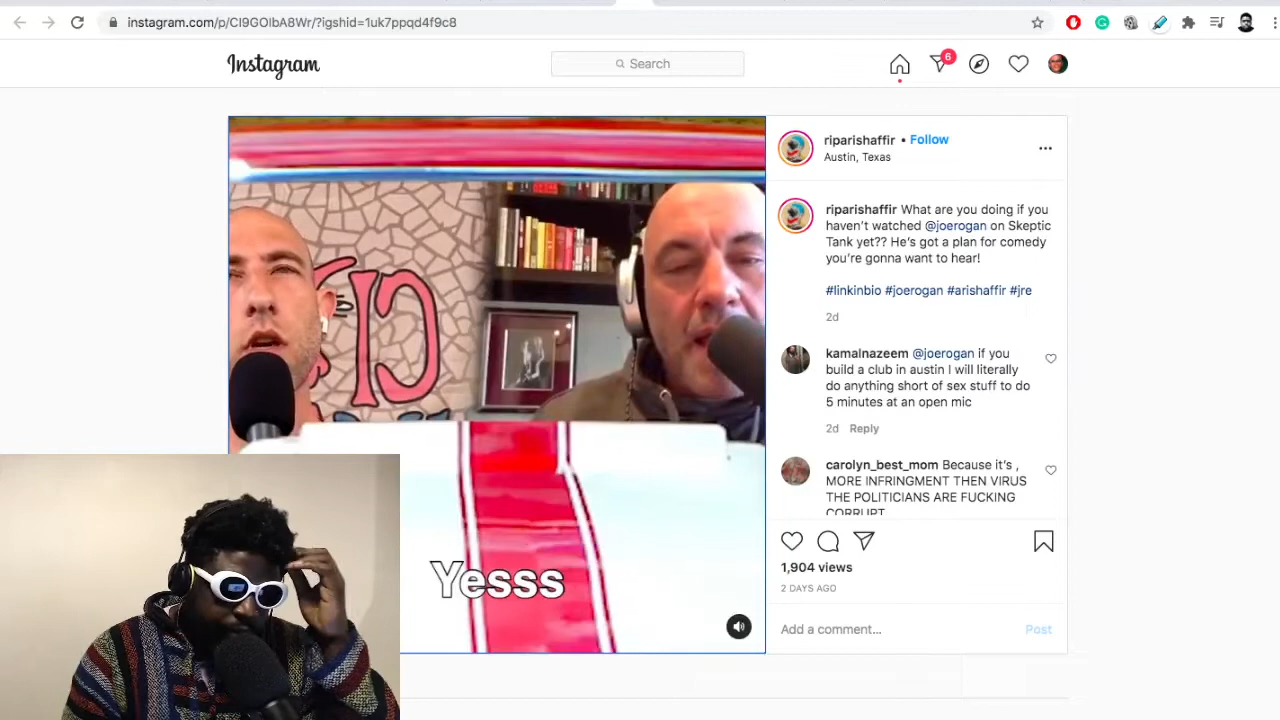 instagram.com/p/CI9GOlbA8Wr/?igshid=1uk7ppqd4f9c8
Instagram
Search
6
riparishaffir • Follow
Austin, Texas
riparishaffir What are you doing if you
haven't watched @joerogan on Skeptic
Tank yet?? He's got a plan for comedy
you're gonna want to hear!
#linkinbio #joerogan #arishaffir #jre
2d
kamalnazeem @joerogan if you
build a club in austin I will literally
do anything short of sex stuff to do
5 minutes at an open mic
2d Reply
carolyn_best_mom Because it's ,
MORE INFRINGMENT THEN VIRUS
THE POLITICIANS ARE FUCKING
CORRUPT
1,904 views
2 DAYS AGO
Add a comment...
Post
Yesss